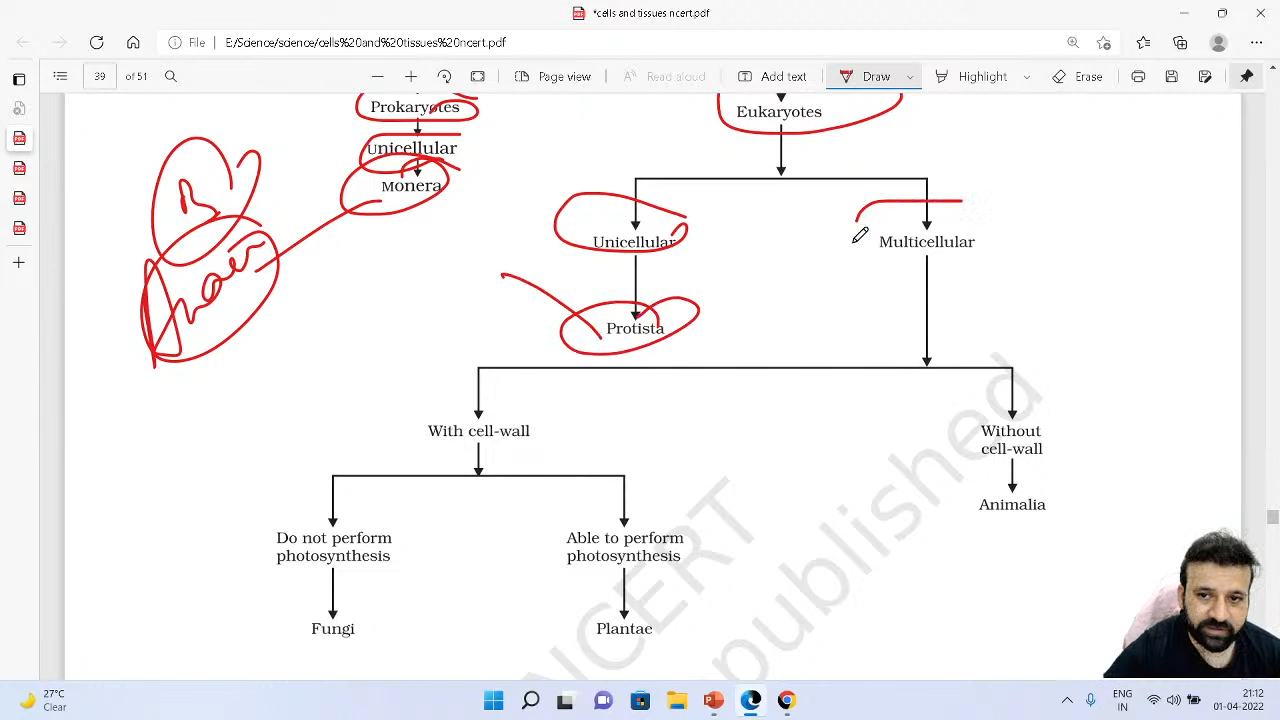 *cells and tissues ncert.pdf
File E:/Science/science/cells%20and%20tissues%20ncert.pdf
39 of 51 Page view Read aloud Add text Draw Highlight Erase
Prokaryotes
Eukaryotes
Unicellular
Monera
Unicellular
Multicellular
Protista
With cell-wall
Without
cell-wall
Animalia
Do not perform
photosynthesis
Able to perform
photosynthesis
Fungi
Plantae
NCERT
published
27°C
Clear
ENG
IN
21:12
01-04-2022